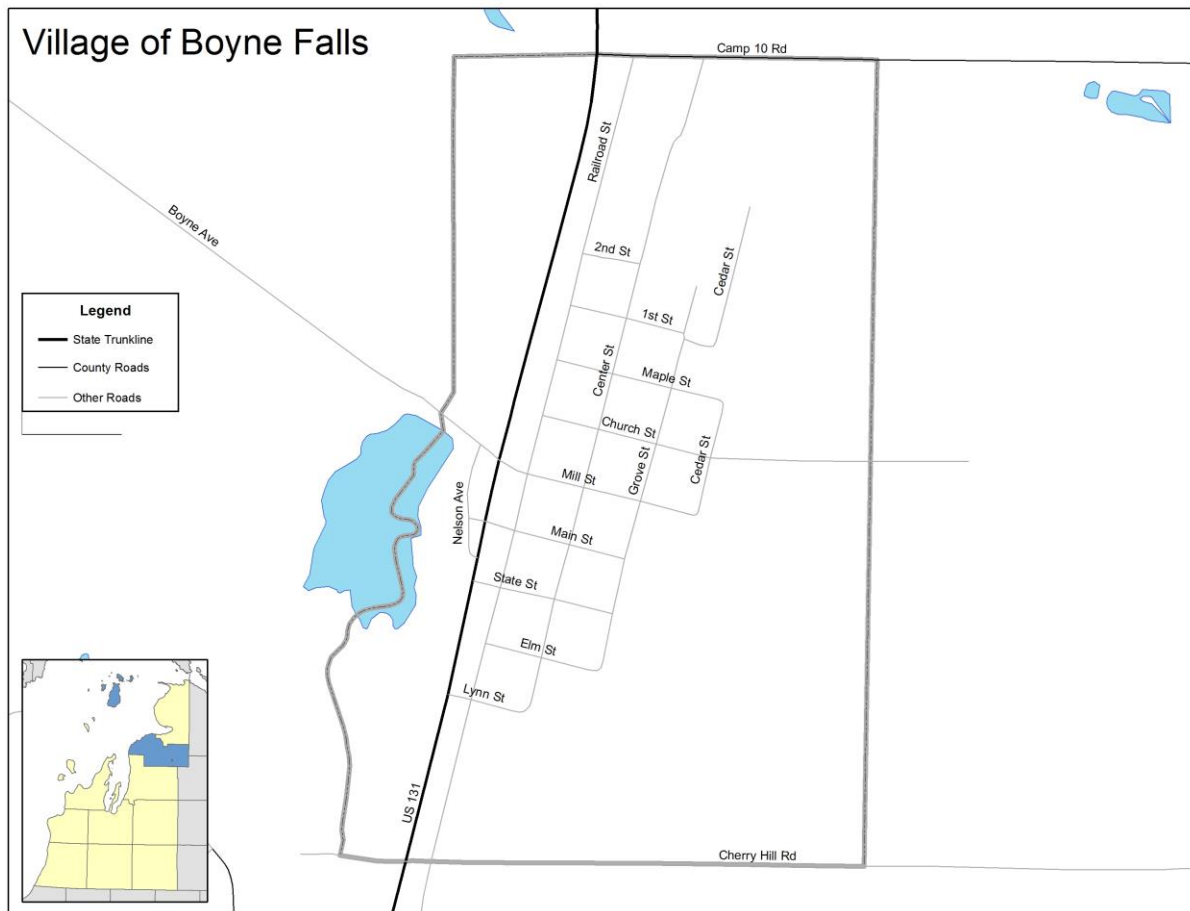 Village of Boyne Falls
Camp 10 Rd
Railroad St
Boyne Ave
2nd St
Cedar St
Legend
State Trunkline
County Roads
Other Roads
1st St
Center St
Maple St
Church St
Cedar St
Grove St
Mill St
Nelson Ave
Main St
State St
Elm St
Lynn St
US 131
Cherry Hill Rd